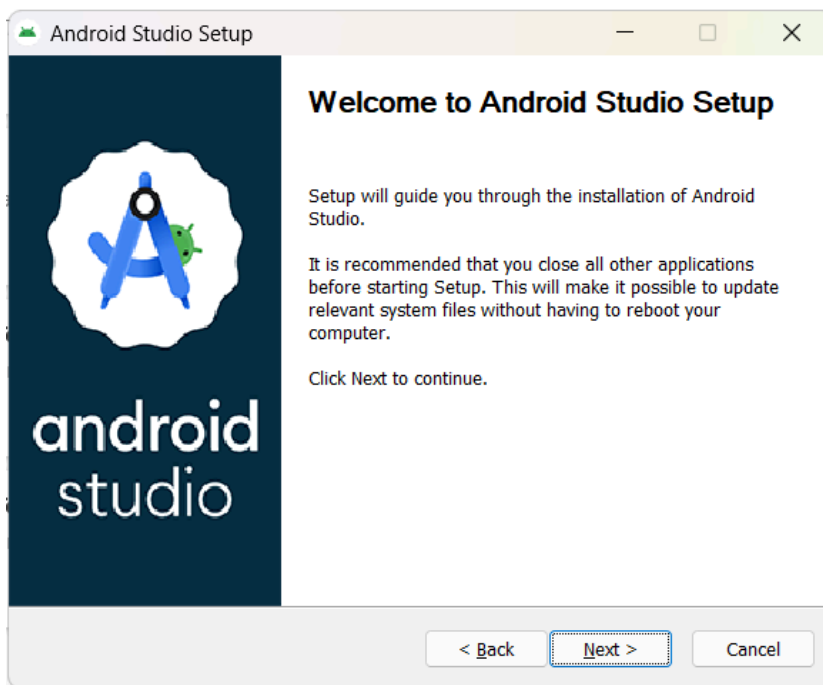 Android Studio Setup
Welcome to Android Studio Setup
Setup will guide you through the installation of Android
Studio.
It is recommended that you close all other applications
before starting Setup. This will make it possible to update
relevant system files without having to reboot your
computer.
Click Next to continue.
android
studio
< Back
Next >
Cancel